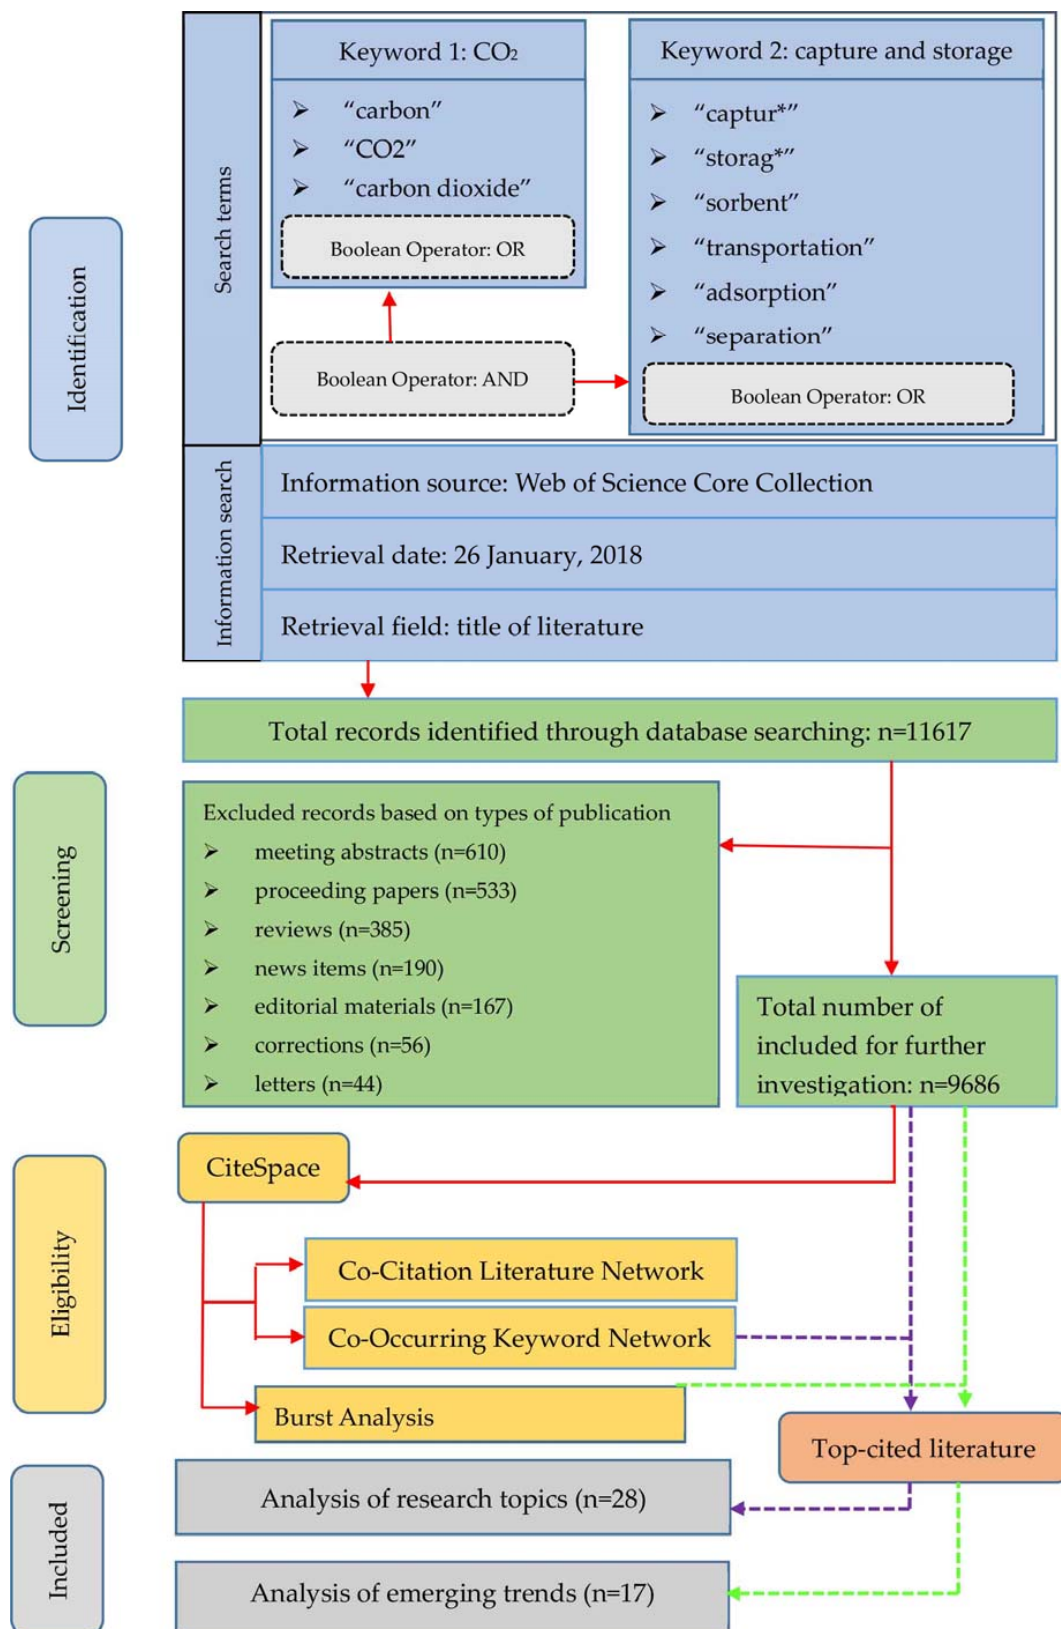 Identification
Search terms
Keyword 1: CO₂
➢ “carbon”
➢ “CO2”
➢ “carbon dioxide”
Boolean Operator: OR
Boolean Operator: AND
Keyword 2: capture and storage
➢ “captur*”
➢ “storag*”
➢ “sorbent”
➢ “transportation”
➢ “adsorption”
➢ “separation”
Boolean Operator: OR
Information search
Information source: Web of Science Core Collection
Retrieval date: 26 January, 2018
Retrieval field: title of literature
Screening
Total records identified through database searching: n=11617
Excluded records based on types of publication
➢ meeting abstracts (n=610)
➢ proceeding papers (n=533)
➢ reviews (n=385)
➢ news items (n=190)
➢ editorial materials (n=167)
➢ corrections (n=56)
➢ letters (n=44)
Total number of
included for further
investigation: n=9686
Eligibility
CiteSpace
Co-Citation Literature Network
Co-Occurring Keyword Network
Burst Analysis
Top-cited literature
Included
Analysis of research topics (n=28)
Analysis of emerging trends (n=17)